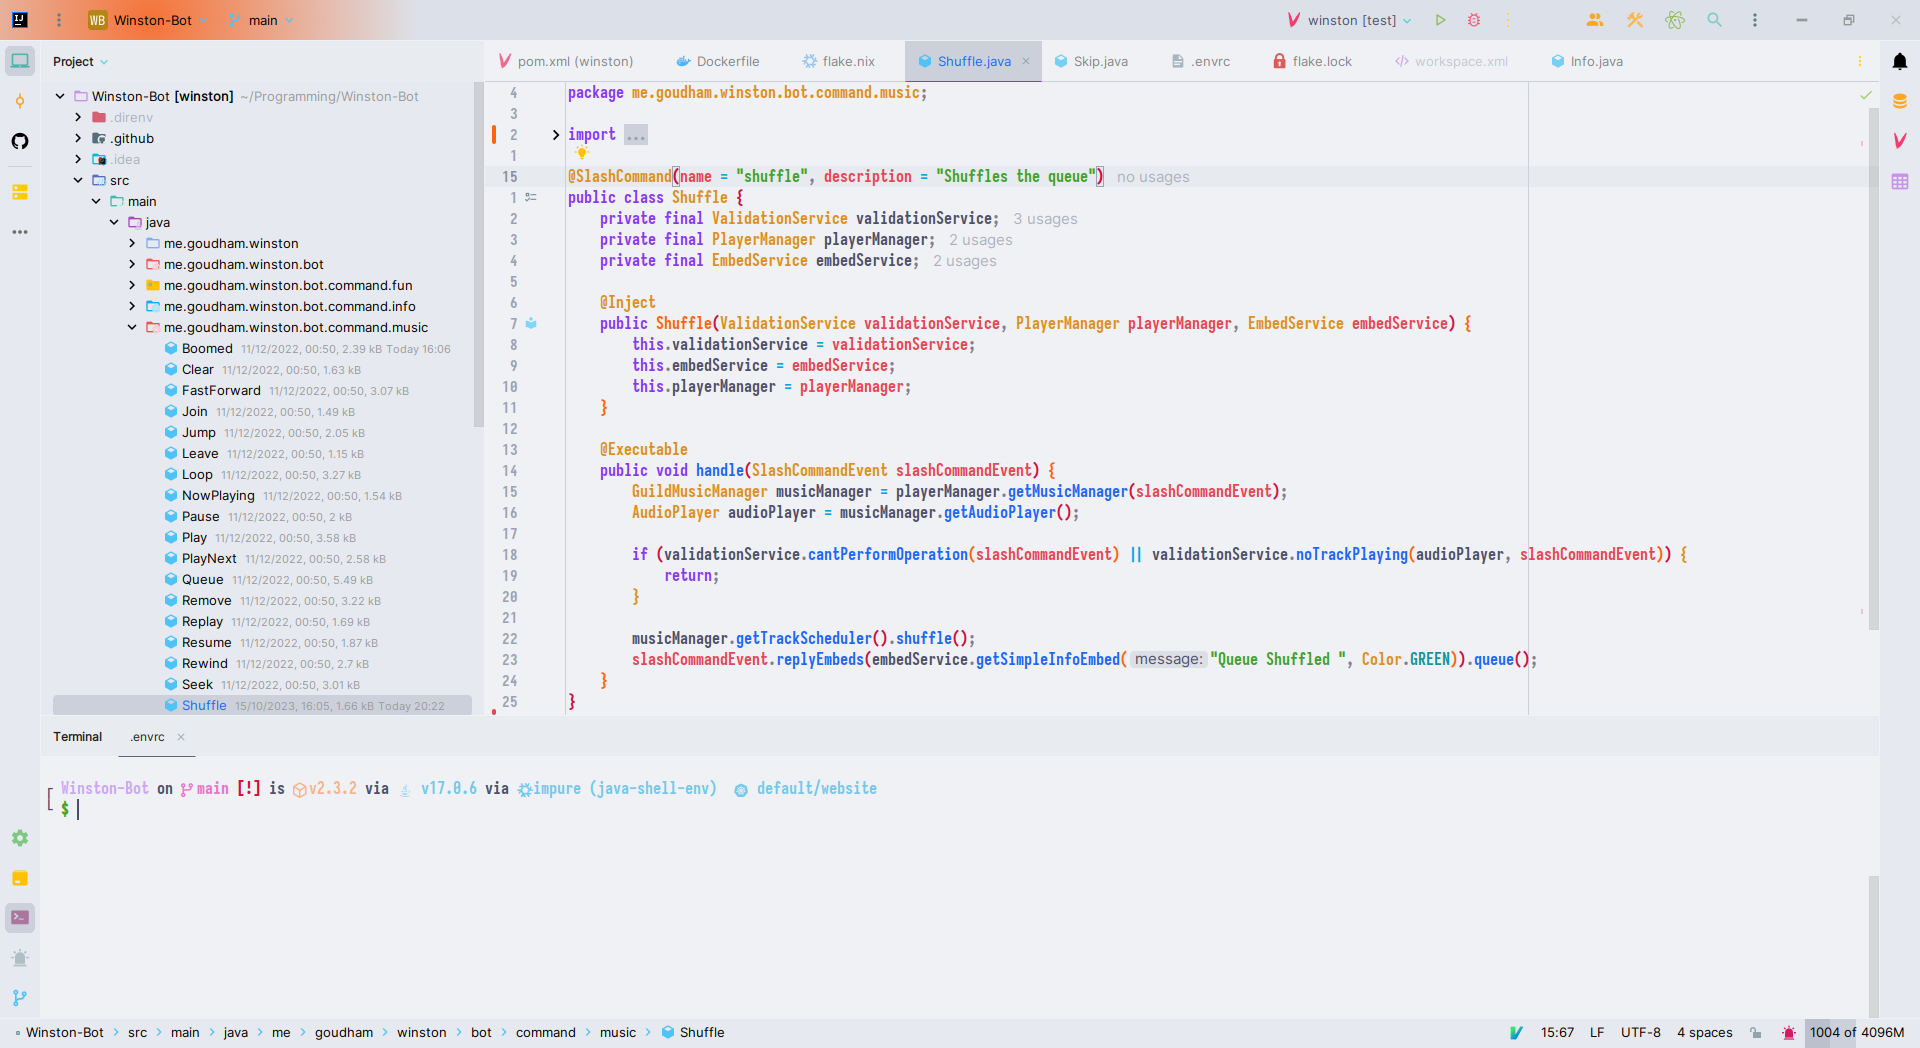 WB Winston-Bot main winston [test]
Project
Winston-Bot [winston] ~/Programming/Winston-Bot
.direnv
.github
.idea
src
main
java
me.goudham.winston
me.goudham.winston.bot
me.goudham.winston.bot.command.fun
me.goudham.winston.bot.command.info
me.goudham.winston.bot.command.music
Boomed 11/12/2022, 00:50, 2.39 kB Today 16:06
Clear 11/12/2022, 00:50, 1.63 kB
FastForward 11/12/2022, 00:50, 3.07 kB
Join 11/12/2022, 00:50, 1.49 kB
Jump 11/12/2022, 00:50, 2.05 kB
Leave 11/12/2022, 00:50, 1.15 kB
Loop 11/12/2022, 00:50, 3.27 kB
NowPlaying 11/12/2022, 00:50, 1.54 kB
Pause 11/12/2022, 00:50, 2 kB
Play 11/12/2022, 00:50, 3.58 kB
PlayNext 11/12/2022, 00:50, 2.58 kB
Queue 11/12/2022, 00:50, 5.49 kB
Remove 11/12/2022, 00:50, 3.22 kB
Replay 11/12/2022, 00:50, 1.69 kB
Resume 11/12/2022, 00:50, 1.87 kB
Rewind 11/12/2022, 00:50, 2.7 kB
Seek 11/12/2022, 00:50, 3.01 kB
Shuffle 15/10/2023, 16:05, 1.66 kB Today 20:22
pom.xml (winston) Dockerfile flake.nix Shuffle.java Skip.java .envrc flake.lock workspace.xml Info.java
4 package me.goudham.winston.bot.command.music;
3
2 import ...
1
15 @SlashCommand(name = "shuffle", description = "Shuffles the queue") no usages
1 public class Shuffle {
2 private final ValidationService validationService; 3 usages
3 private final PlayerManager playerManager; 2 usages
4 private final EmbedService embedService; 2 usages
5
6 @Inject
7 public Shuffle(ValidationService validationService, PlayerManager playerManager, EmbedService embedService) {
8 this.validationService = validationService;
9 this.embedService = embedService;
10 this.playerManager = playerManager;
11 }
12
13 @Executable
14 public void handle(SlashCommandEvent slashCommandEvent) {
15 GuildMusicManager musicManager = playerManager.getMusicManager(slashCommandEvent);
16 AudioPlayer audioPlayer = musicManager.getAudioPlayer();
17
18 if (validationService.cantPerformOperation(slashCommandEvent) || validationService.noTrackPlaying(audioPlayer, slashCommandEvent)) {
19 return;
20 }
21
22 musicManager.getTrackScheduler().shuffle();
23 slashCommandEvent.replyEmbeds(embedService.getSimpleInfoEmbed( message: "Queue Shuffled ", Color.GREEN)).queue();
24 }
25 }
Terminal .envrc
Winston-Bot on main [!] is v2.3.2 via v17.0.6 via impure (java-shell-env) default/website
$
Winston-Bot > src > main > java > me > goudham > winston > bot > command > music > Shuffle
15:67 LF UTF-8 4 spaces 1004 of 4096M